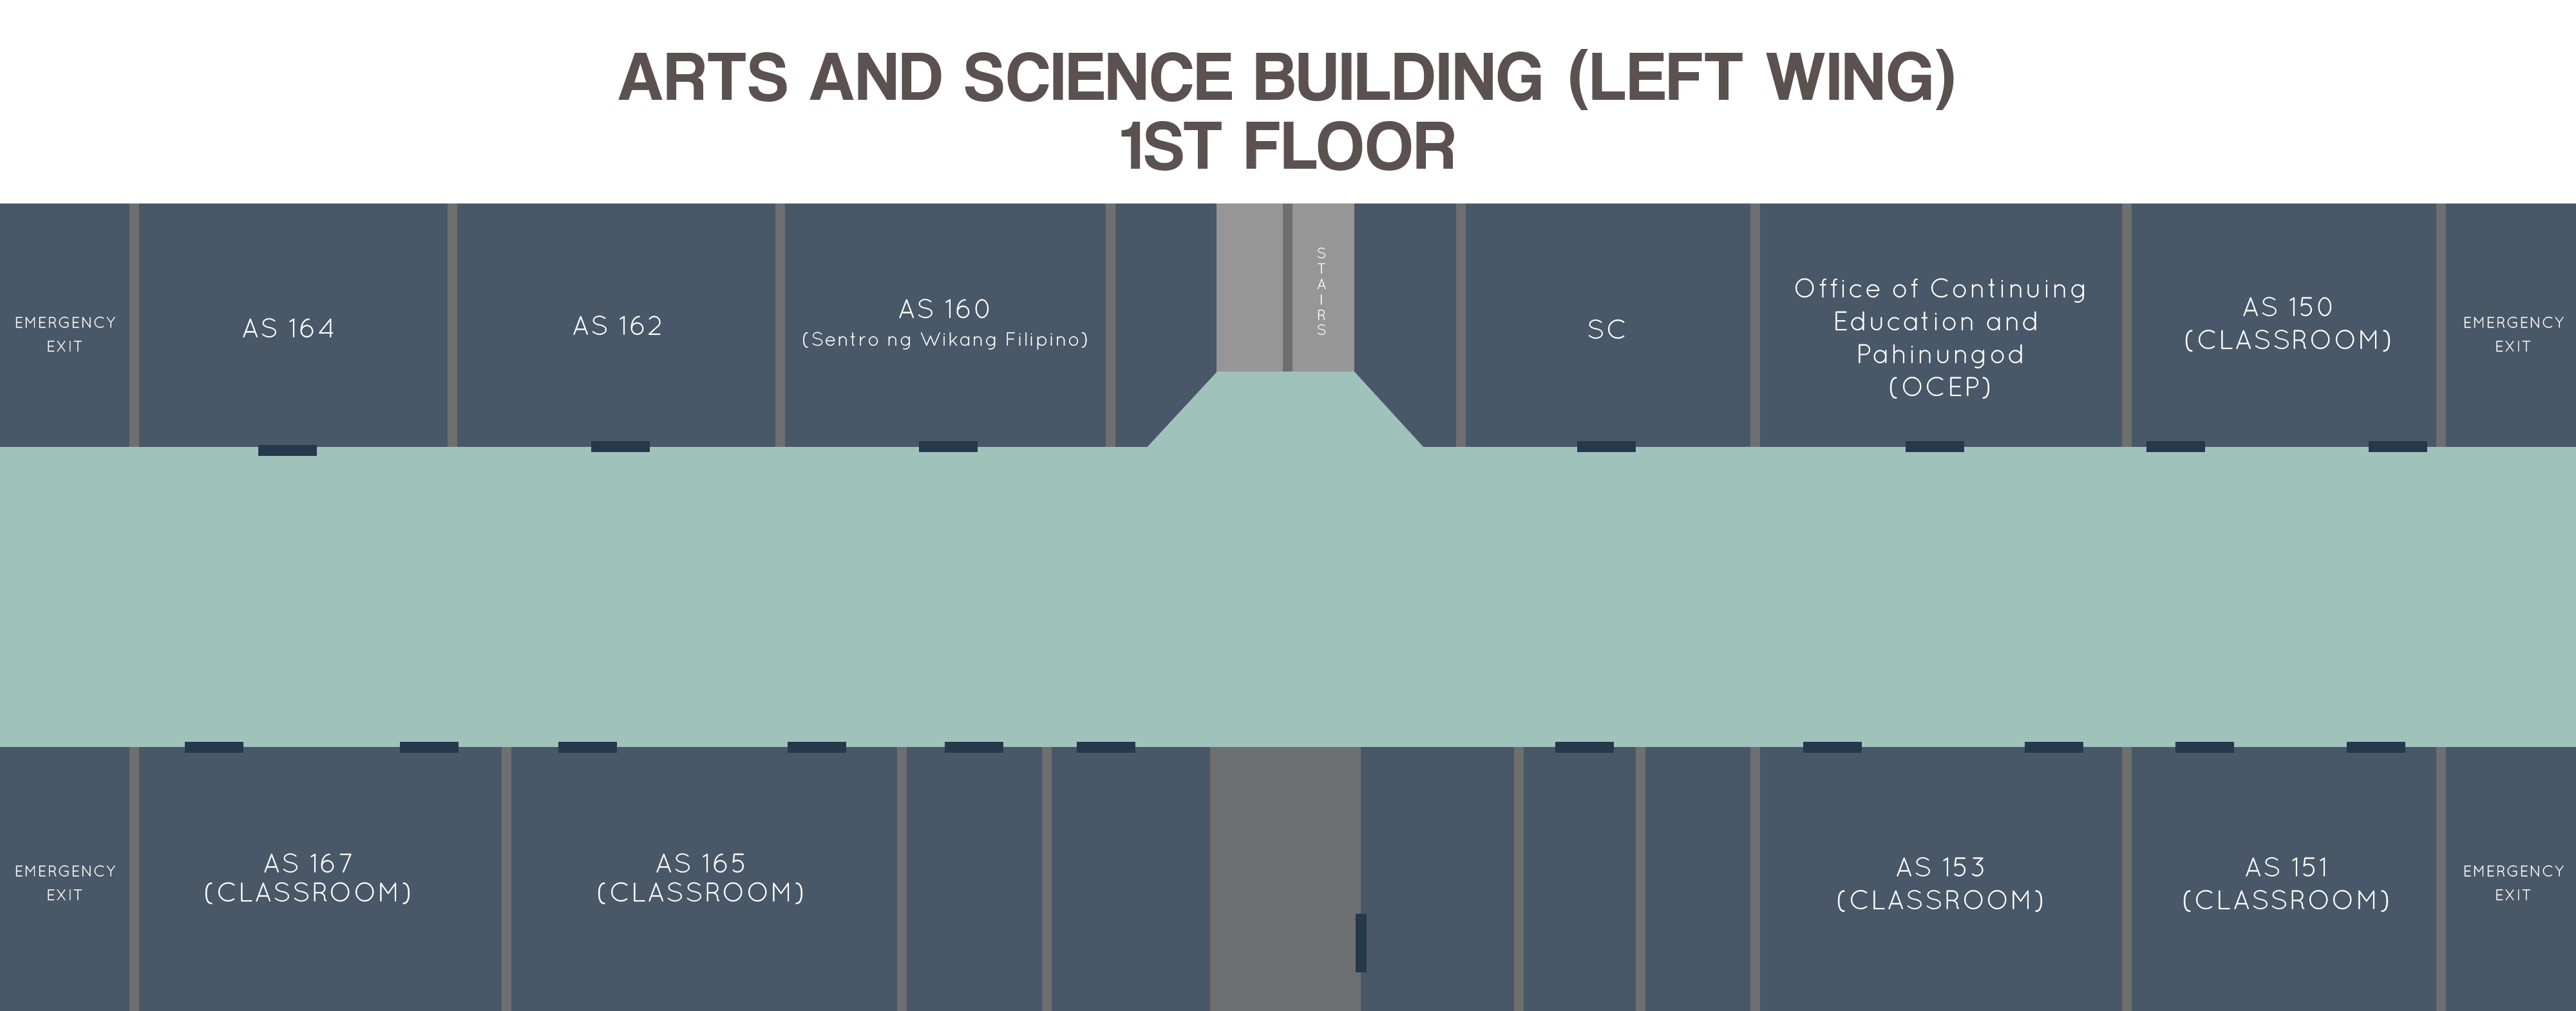 ARTS AND SCIENCE BUILDING (LEFT WING)
1ST FLOOR
EMERGENCY
EXIT
AS 164
AS 162
AS 160
(Sentro ng Wikang Filipino)
STAIRS
SC
Office of Continuing
Education and
Pahinungod
(OCEP)
AS 150
(CLASSROOM)
EMERGENCY
EXIT
EMERGENCY
EXIT
AS 167
(CLASSROOM)
AS 165
(CLASSROOM)
AS 153
(CLASSROOM)
AS 151
(CLASSROOM)
EMERGENCY
EXIT